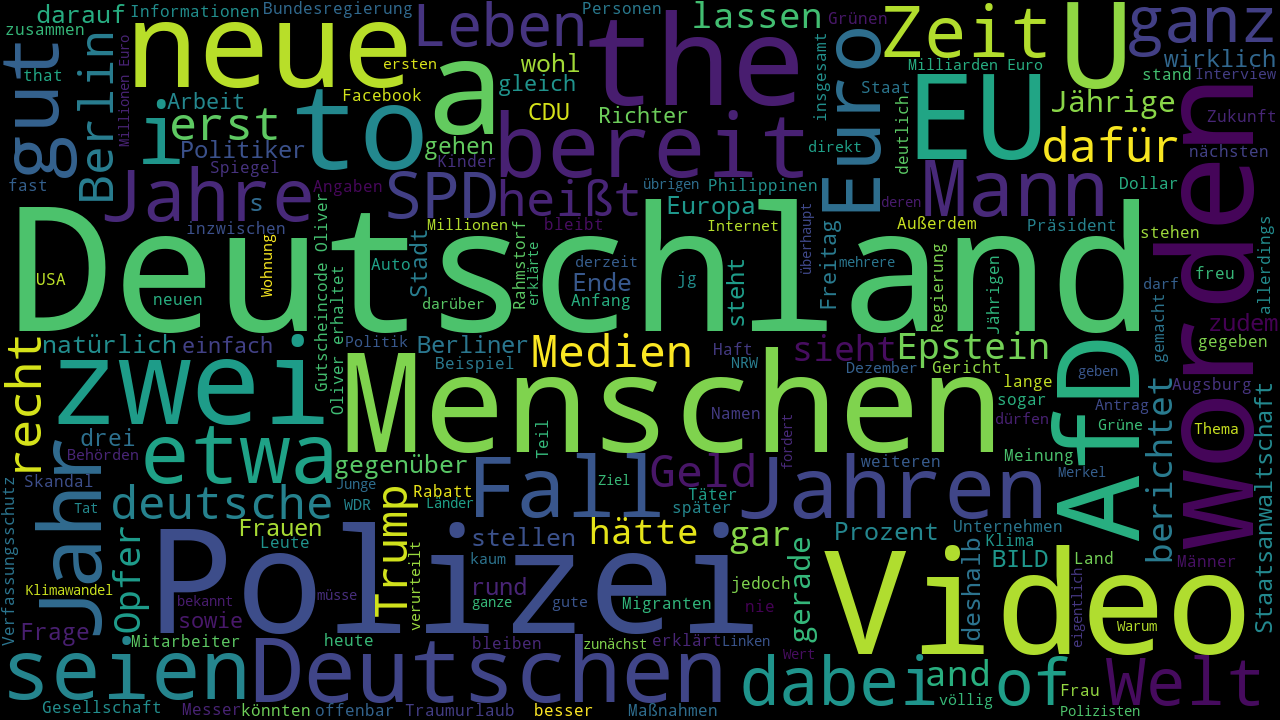 darauf
Informationen
Bundesregierung
Leben
Personen
lassen
Grünen
Zeit
U
ganz
zusammen
gut
Berlin
neue
ersten
a
wohl
the
Euro
wirklich
that
Millionen Euro
i
Arbeit
Facebook
to
gleich
Milliarden Euro
stand
Interview
erst
CDU
Richter
insgesamt
Staat
EU
Jährige
Zukunft
Politiker
gehen
bereit
direkt
deutlich
dafür
nächsten
worden
fast
Spiegel
Kinder
Jahre
Angaben
SPD
heißt
übrigen
Philippinen
Mann
Dollar
s
Europa
deren
inzwischen
Millionen
bleibt
Internet
überhaupt
Außerdem
Präsident
stehen
Deutschland
USA
neuen
Wohnung
Gutscheincode Oliver
Oliver erhaltet
Auto
Stadt
darüber
Rahmstorf
erklärte
derzeit
Ende
Anfang
jg
steht
Freitag
mehrere
Regierung
Jährigen
darf
freu
allerdings
recht
natürlich
einfach
Politik
Berliner
Beispiel
Medien
Haft
NRW
sieht
Epstein
Dezember
Gericht
AfD
gemacht
zudem
gegeben
zwei
Menschen
Namen
lange
sogar
geben
Augsburg
drei
etwa
Teil
fordert
dürfen
Antrag
Grüne
Thema
Behörden
gegenüber
Fall
Geld
weiteren
Jahren
Meinung
Merkel
berichtet
Staatsanwaltschaft
Skandal
Jahr
Tat
deutsche
Junge
WDR
Rabatt
Länder
Ziel
Täter
später
Verfassungsschutz
Opfer
Frauen
Leute
Trump
stellen
hätte
gar
Prozent
Unternehmen
Klima
BILD
Land
Männer
Polizei
kaum
rund
ganze
gute
Migranten
jedoch
nie
gerade
Video
deshalb
eigentlich
Klimawandel
bekannt
müsse
verurteilt
sowie
Warum
Frage
Mitarbeiter
heute
bleiben
zunächst
erklärt
Linken
Wert
seien
Deutschen
dabei
and
of
Frau
Welt
völlig
Gesellschaft
Messer
könnten
offenbar
Traumurlaub
besser
Maßnahmen
Polizisten